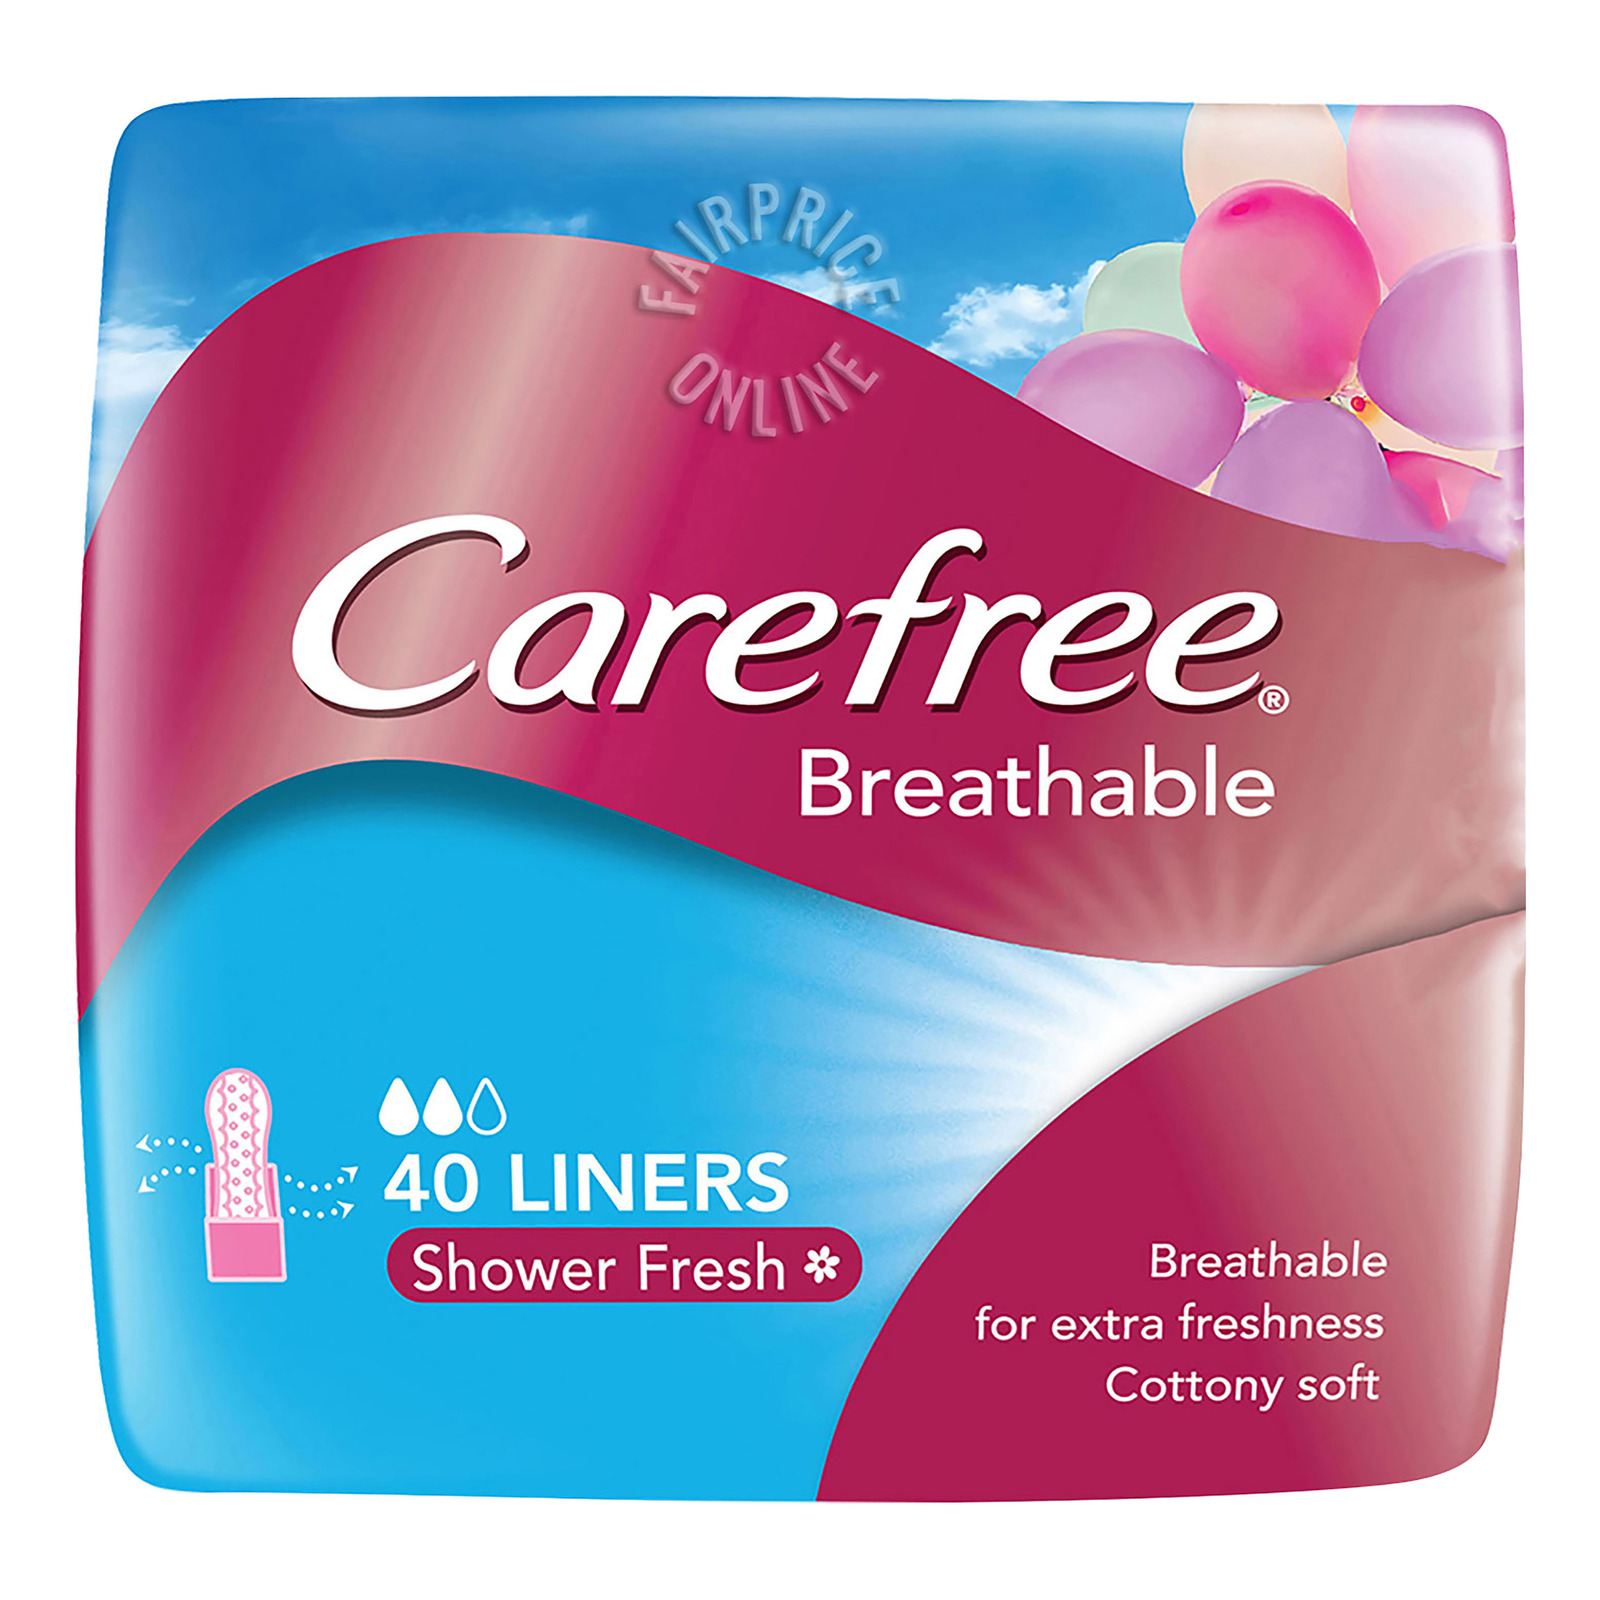 FAIRPRICE
ONLINE
Carefree®
Breathable
40 LINERS
Shower Fresh
Breathable
for extra freshness
Cottony soft